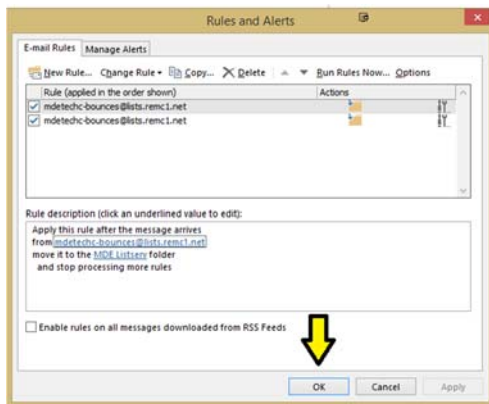 Rules and Alerts
E-mail Rules Manage Alerts
New Rule... Change Rule Copy... Delete Run Rules Now... Options
Rule (applied in the order shown) Actions
mdetechc-bounces@lists.remc1.net
mdetechc-bounces@lists.remc1.net
Rule description (click an underlined value to edit):
Apply this rule after the message arrives
from mdetechc-bounces@lists.remc1.net
move it to the MDE Listserv folder
and stop processing more rules
Enable rules on all messages downloaded from RSS Feeds
OK Cancel Apply